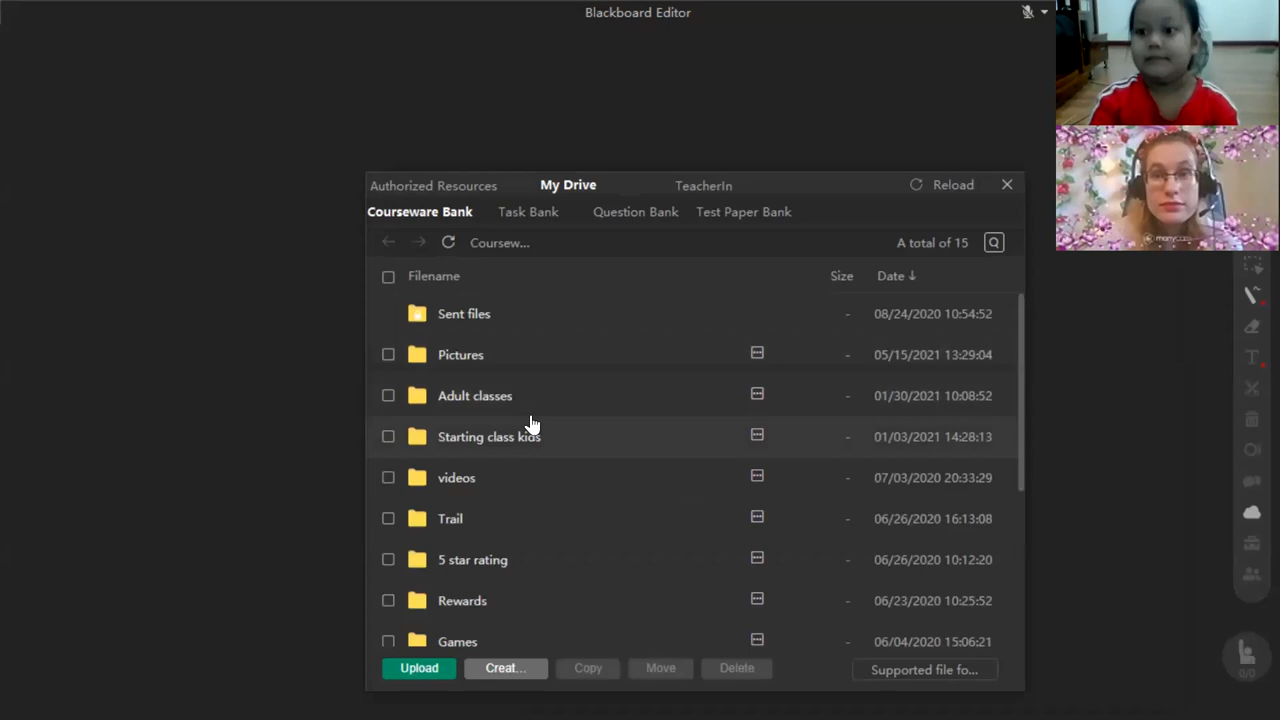 Blackboard Editor
Authorized Resources My Drive TeacherIn Reload
Courseware Bank Task Bank Question Bank Test Paper Bank
Coursew... A total of 15
Filename Size Date
Sent files - 08/24/2020 10:54:52
Pictures - 05/15/2021 13:29:04
Adult classes - 01/30/2021 10:08:52
Starting class kids - 01/03/2021 14:28:13
videos - 07/03/2020 20:33:29
Trail - 06/26/2020 16:13:08
5 star rating - 06/26/2020 10:12:20
Rewards - 06/23/2020 10:25:52
Games - 06/04/2020 15:06:21
Upload Creat... Copy Move Delete Supported file fo...
0/0